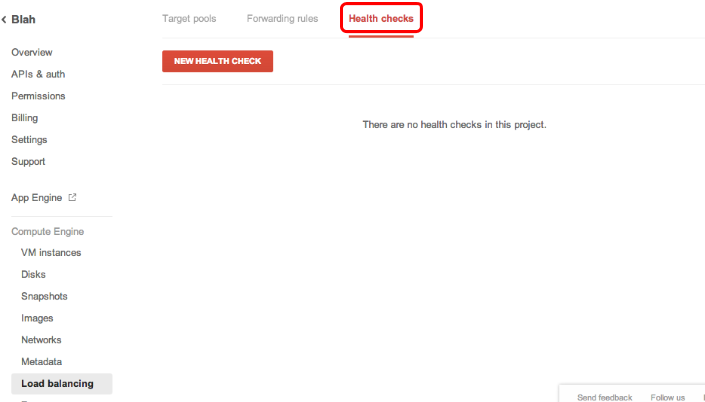 Blah
Target pools Forwarding rules Health checks
Overview
APIs & auth
Permissions
Billing
Settings
Support
App Engine
Compute Engine
VM instances
Disks
Snapshots
Images
Networks
Metadata
Load balancing
NEW HEALTH CHECK
There are no health checks in this project.
Send feedback Follow us